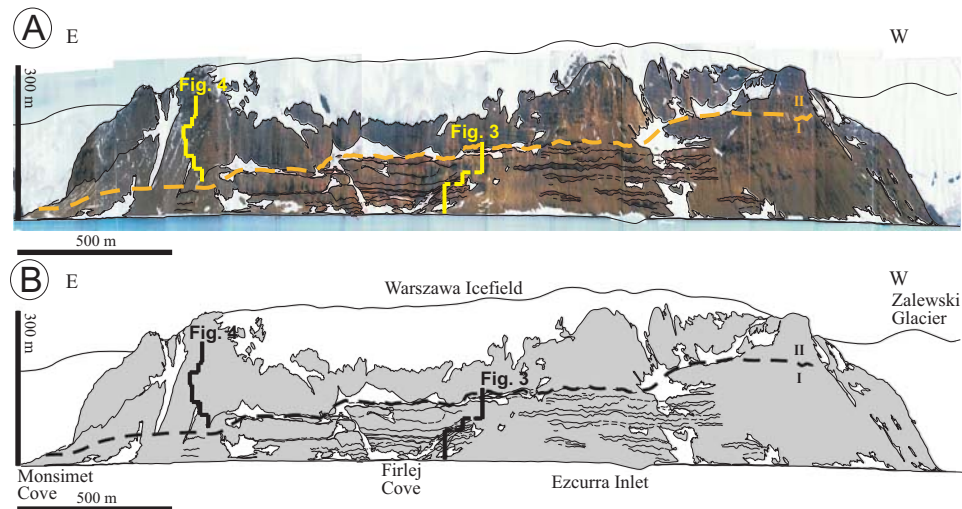 A E W
300 m
Fig. 4
Fig. 3
II
I
500 m
B E W
Warszawa Icefield
Zalewski
Glacier
300 m
Fig. 4
Fig. 3
II
I
Monsimet
Cove
Firlej
Cove
Ezcurra Inlet
500 m